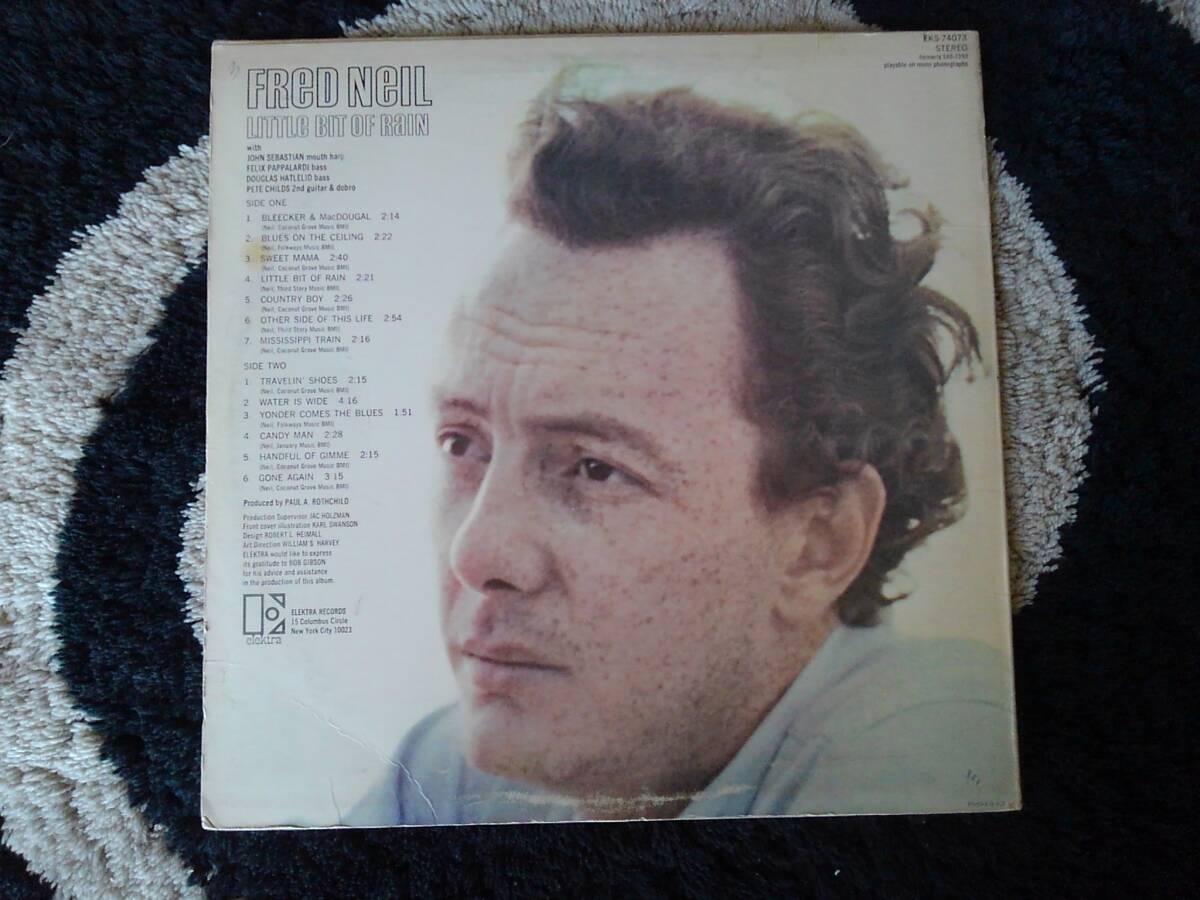 FRED NEIL
LITTLE BIT OF RAIN
with
JOHN SEBASTIAN mouth harp
FELIX PAPPALARDI bass
DOUGLAS HATLELID bass
PETE CHILDS 2nd guitar & dobro
SIDE ONE
1. BLEECKER & MacDOUGAL 2:14
(Neil, Coconut Grove Music BMI)
2. BLUES ON THE CEILING 2:22
(Neil, Folkways Music BMI)
3. SWEET MAMA 2:40
(Neil, Coconut Grove Music BMI)
4. LITTLE BIT OF RAIN 2:21
(Neil, Third Story Music BMI)
5. COUNTRY BOY 2:26
(Neil, Coconut Grove Music BMI)
6. OTHER SIDE OF THIS LIFE 2:54
(Neil, Third Story Music BMI)
7. MISSISSIPPI TRAIN 2:16
(Neil, Coconut Grove Music BMI)
SIDE TWO
1. TRAVELIN' SHOES 2:15
(Neil, Coconut Grove Music BMI)
2. WATER IS WIDE 4:16
3. YONDER COMES THE BLUES 1:51
(Neil, Folkways Music BMI)
4. CANDY MAN 2:28
(Neil, January Music BMI)
5. HANDFUL OF GIMME 2:15
(Neil, Coconut Grove Music BMI)
6. GONE AGAIN 3:15
(Neil, Coconut Grove Music BMI)
Produced by PAUL A. ROTHCHILD
Production Supervisor JAC HOLZMAN
Front cover illustration KARL SWANSON
Design ROBERT L. HEIMALL
Art Direction WILLIAM S. HARVEY
ELEKTRA would like to express
its gratitude to BOB GIBSON
for his advice and assistance
in the production of this album.
elektra
ELEKTRA RECORDS
15 Columbus Circle
New York City 10023
EKS-74073
STEREO
formerly
playable on mono phonographs